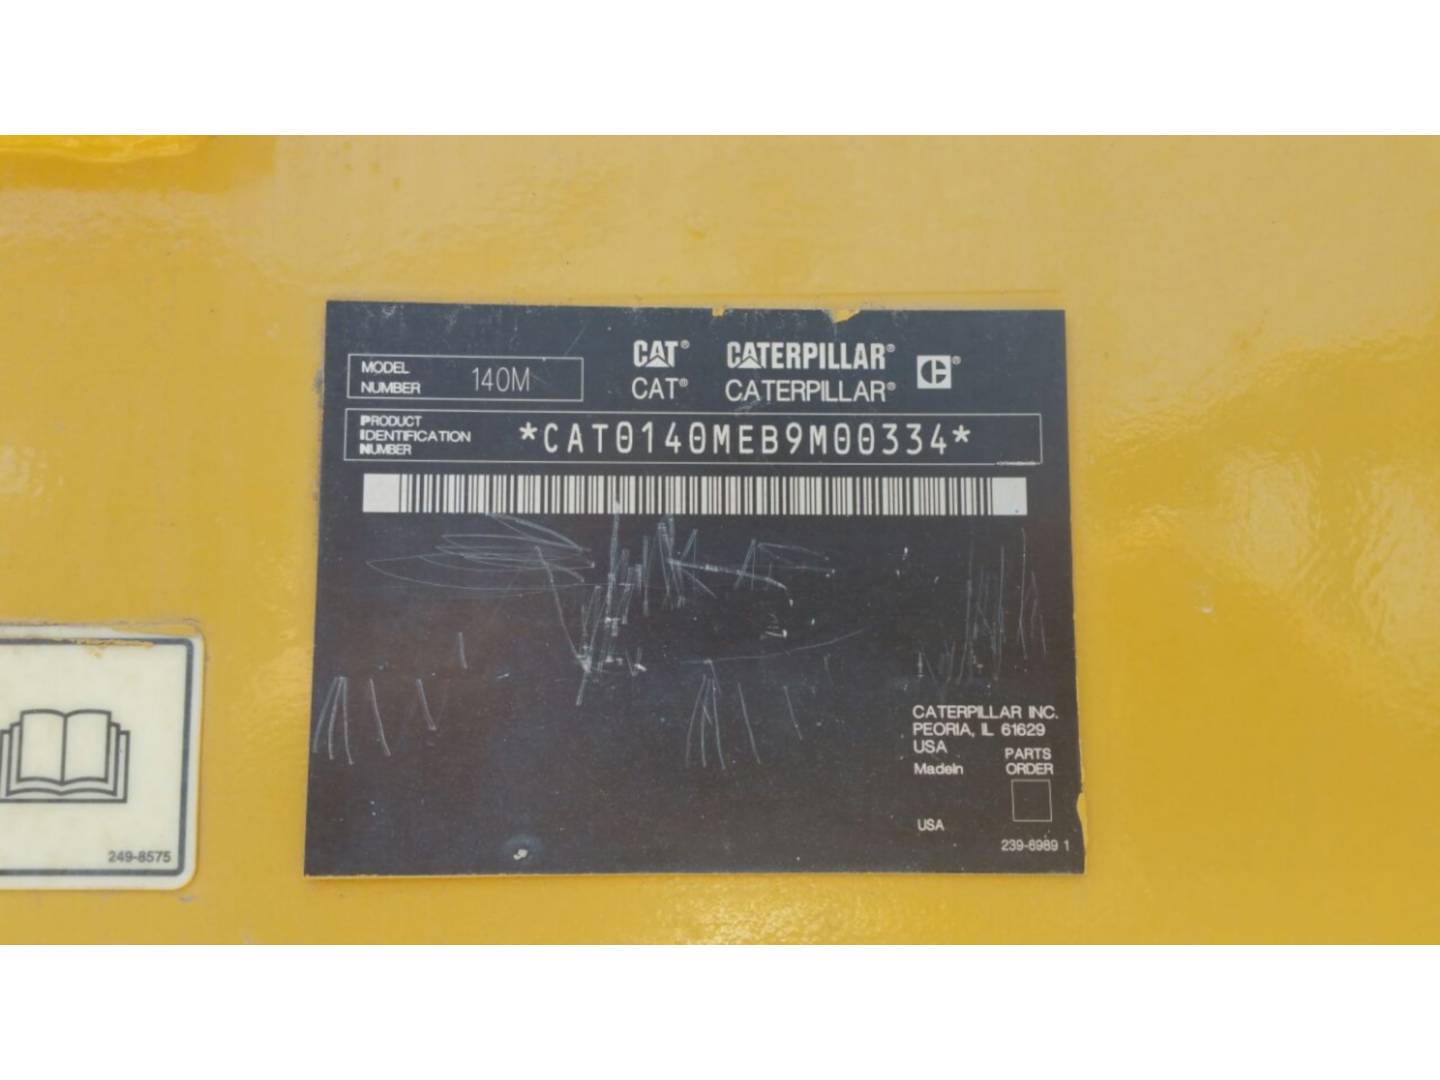 MODEL
NUMBER 140M
CAT® CATERPILLAR®
CAT® CATERPILLAR®
PRODUCT
IDENTIFICATION
NUMBER
*CAT0140MEB9M00334*
CATERPILLAR INC.
PEORIA, IL 61629
USA
PARTS
Madein ORDER
USA
239-6989 1
249-8575